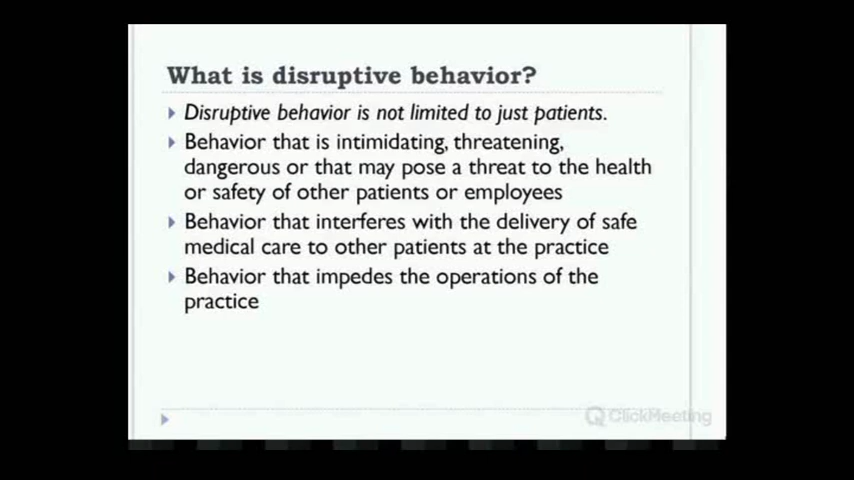 What is disruptive behavior?
Disruptive behavior is not limited to just patients.
Behavior that is intimidating, threatening,
dangerous or that may pose a threat to the health
or safety of other patients or employees
Behavior that interferes with the delivery of safe
medical care to other patients at the practice
Behavior that impedes the operations of the
practice
ClickMeeting